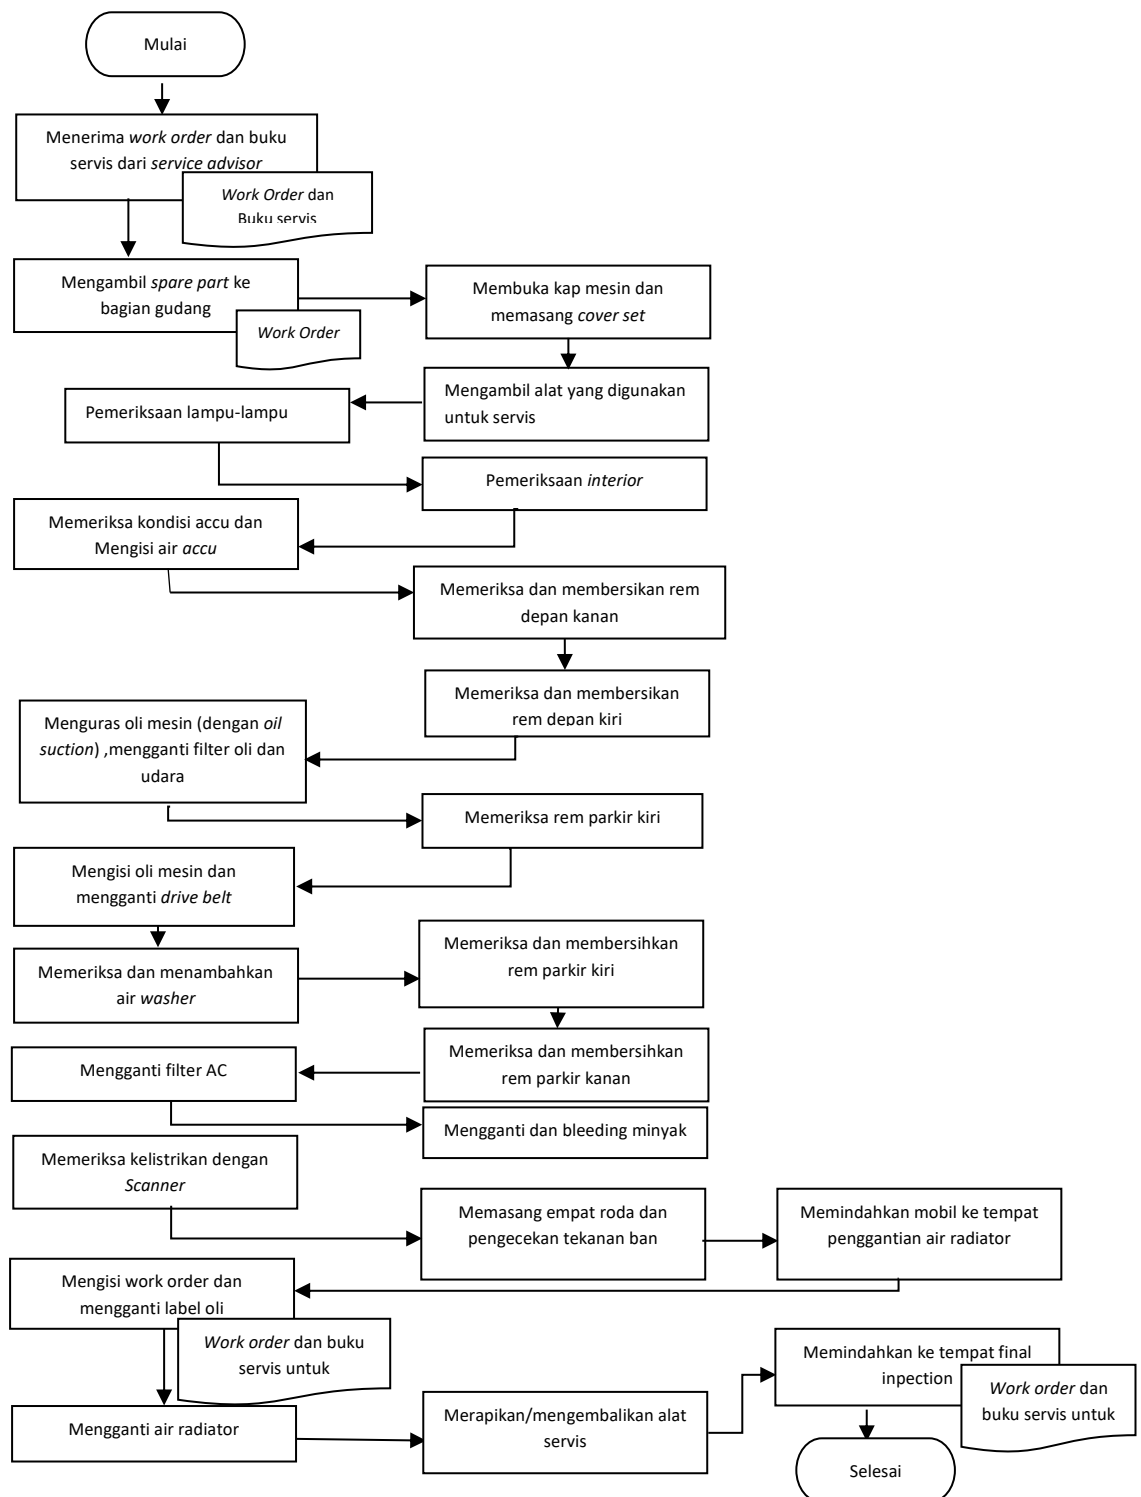 Mulai
Menerima work order dan buku
servis dari service advisor
Work Order dan
Buku servis
Mengambil spare part ke
bagian gudang
Work Order
Membuka kap mesin dan
memasang cover set
Mengambil alat yang digunakan
untuk servis
Pemeriksaan lampu-lampu
Pemeriksaan interior
Memeriksa kondisi accu dan
Mengisi air accu
Memeriksa dan membersikan rem
depan kanan
Memeriksa dan membersikan
rem depan kiri
Menguras oli mesin (dengan oil
suction) ,mengganti filter oli dan
udara
Memeriksa rem parkir kiri
Mengisi oli mesin dan
mengganti drive belt
Memeriksa dan menambahkan
air washer
Memeriksa dan membersihkan
rem parkir kiri
Memeriksa dan membersihkan
rem parkir kanan
Mengganti filter AC
Mengganti dan bleeding minyak
Memeriksa kelistrikan dengan
Scanner
Memasang empat roda dan
pengecekan tekanan ban
Memindahkan mobil ke tempat
penggantian air radiator
Mengisi work order dan
mengganti label oli
Work order dan buku
servis untuk
Mengganti air radiator
Merapikan/mengembalikan alat
servis
Memindahkan ke tempat final
inpection
Work order dan
buku servis untuk
Selesai